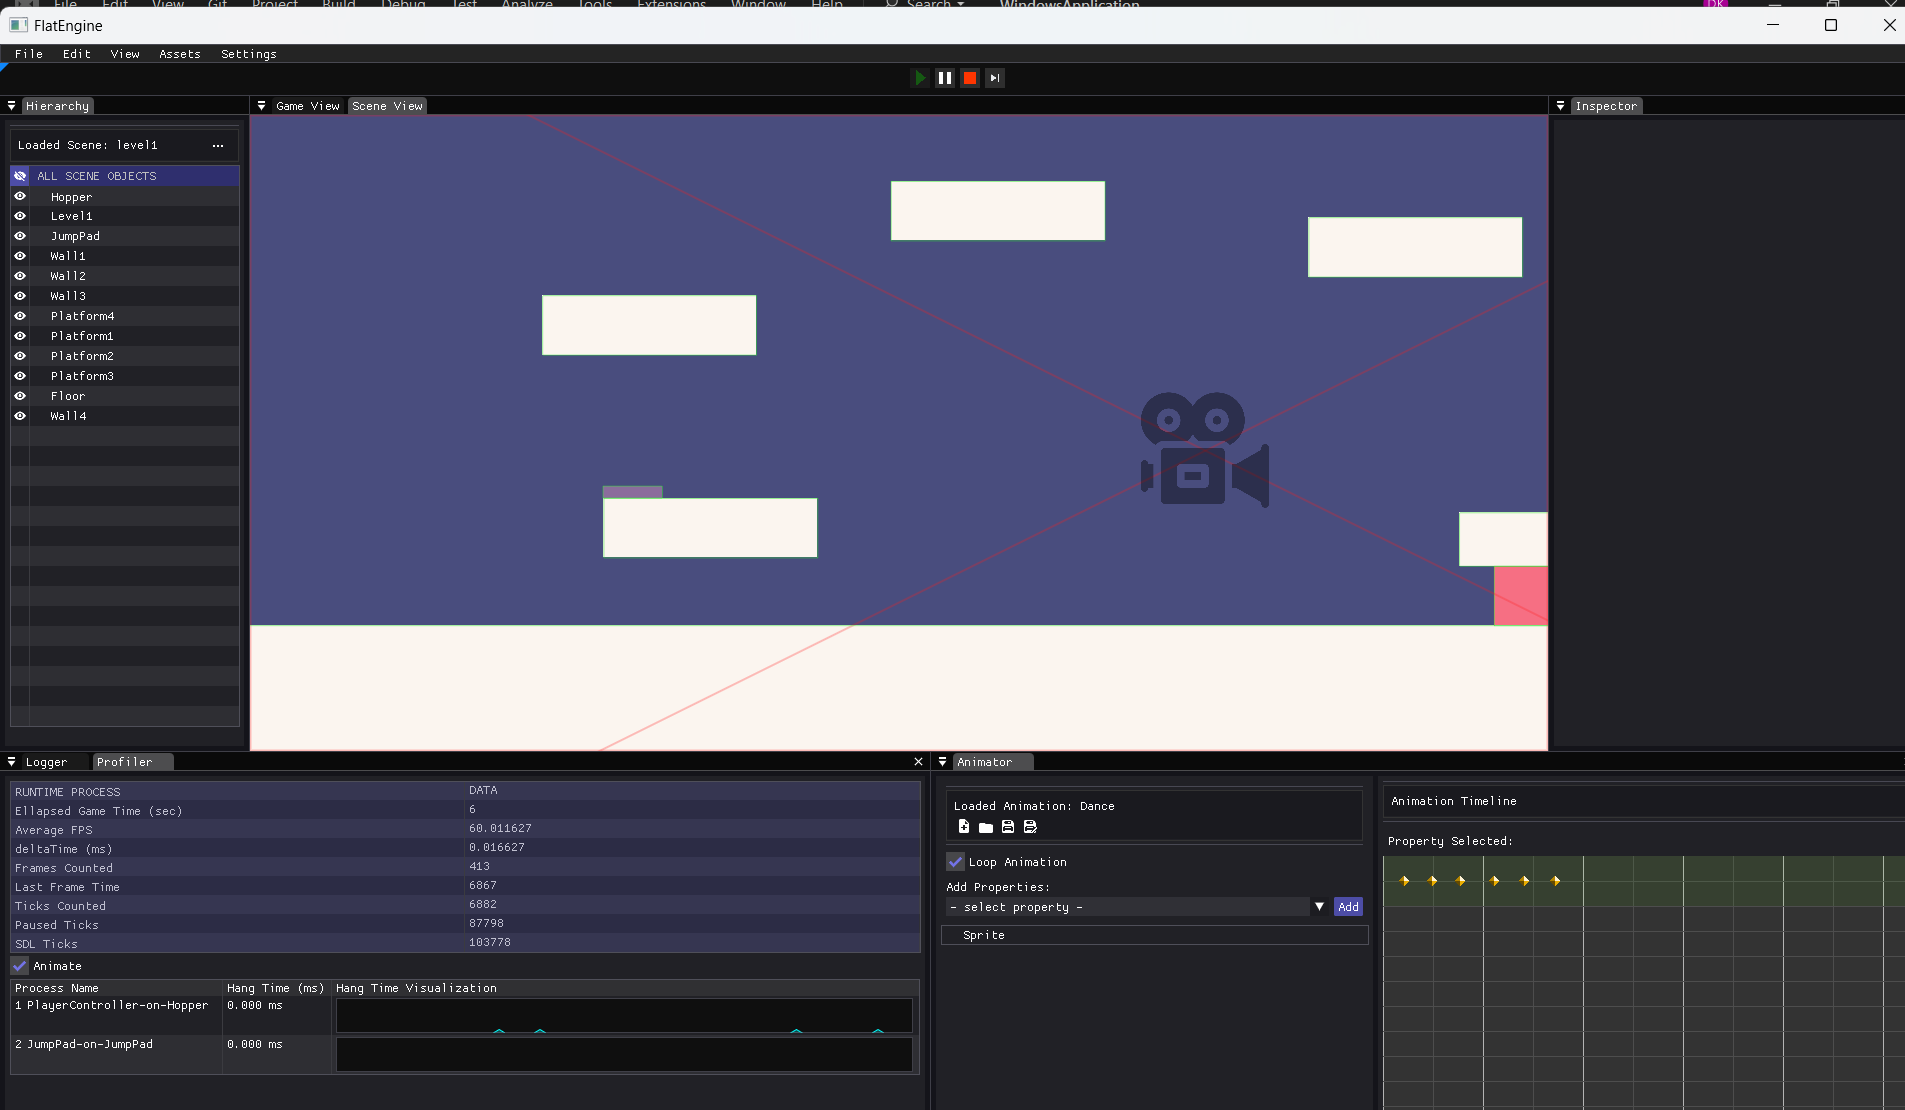 File Edit View Git Project Build Debug Test Analyze Tools Extensions Window Help Search WindowsApplication DK
FlatEngine
File Edit View Assets Settings
Hierarchy
Game View Scene View
Inspector
Loaded Scene: level1 ...
ALL SCENE OBJECTS
Hopper
Level1
JumpPad
Wall1
Wall2
Wall3
Platform4
Platform1
Platform2
Platform3
Floor
Wall4
Logger Profiler
RUNTIME PROCESS DATA
Ellapsed Game Time (sec) 6
Average FPS 60.011627
deltaTime (ms) 0.016627
Frames Counted 413
Last Frame Time 6867
Ticks Counted 6882
Paused Ticks 87798
SDL Ticks 103778
Animate
Process Name Hang Time (ms) Hang Time Visualization
1 PlayerController-on-Hopper 0.000 ms
2 JumpPad-on-JumpPad 0.000 ms
Animator
Loaded Animation: Dance
Loop Animation
Add Properties:
- select property - Add
Sprite
Animation Timeline
Property Selected: